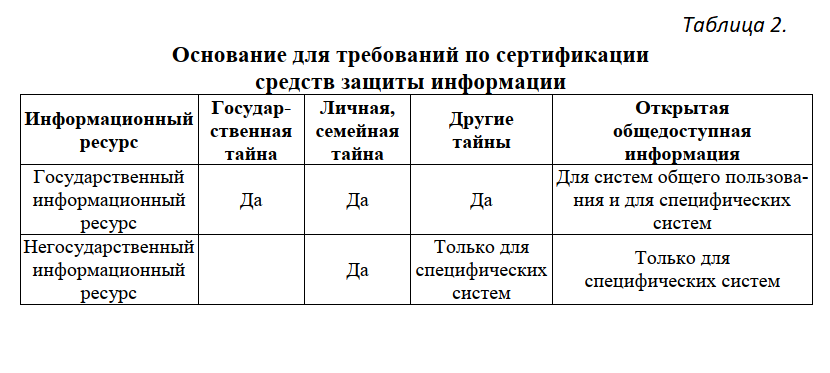 Таблица 2.
Основание для требований по сертификации
средств защиты информации
Информационный
ресурс
Государ-
ственная
тайна
Личная,
семейная
тайна
Другие
тайны
Открытая
общедоступная
информация
Государственный
информационный
ресурс
Да
Да
Да
Для систем общего пользова-
ния и для специфических
систем
Негосударственный
информационный
ресурс
Да
Только для
специфических
систем
Только для
специфических систем